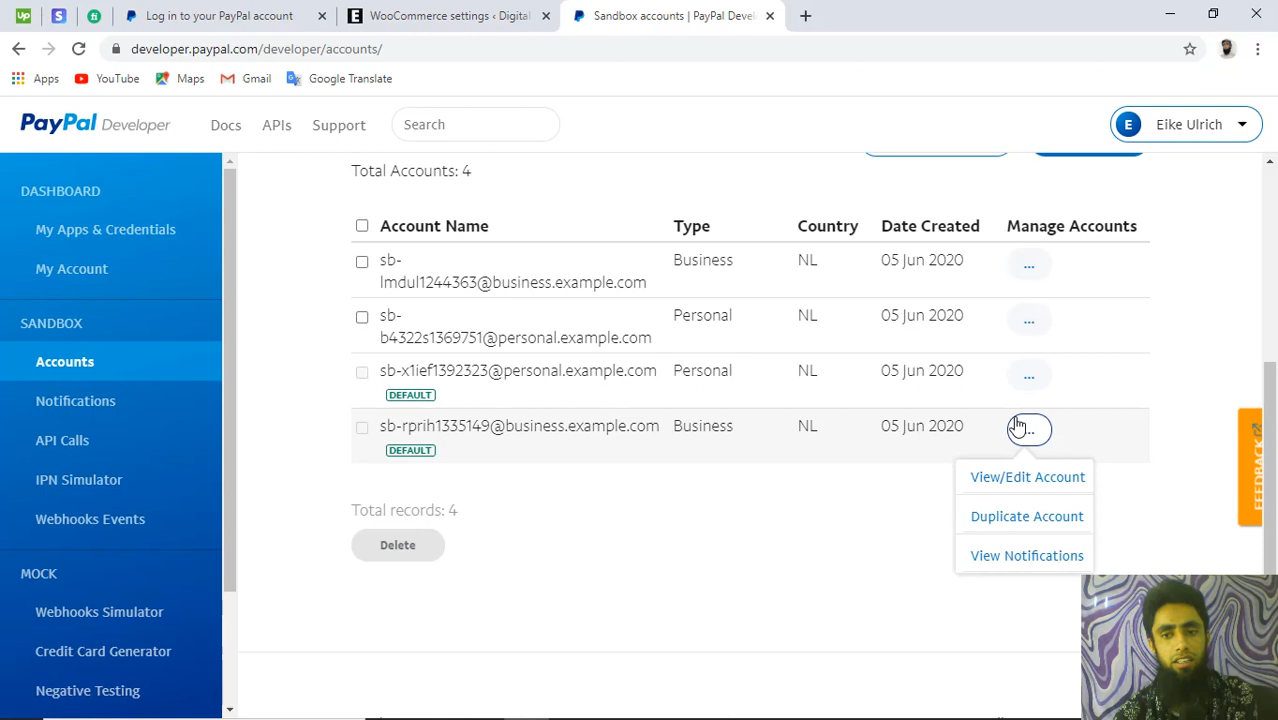 Up
S
fi
Log in to your PayPal account
WooCommerce settings ‹ Digital
Sandbox accounts | PayPal Devel
developer.paypal.com/developer/accounts/
Apps
YouTube
Maps
Gmail
Google Translate
PayPal Developer
Docs
APIs
Support
Search
E
Eike Ulrich
DASHBOARD
My Apps & Credentials
My Account
SANDBOX
Accounts
Notifications
API Calls
IPN Simulator
Webhooks Events
MOCK
Webhooks Simulator
Credit Card Generator
Negative Testing
Total Accounts: 4
Account Name Type Country Date Created Manage Accounts
sb-
lmdul1244363@business.example.com Business NL 05 Jun 2020 ...
sb-
b4322s1369751@personal.example.com Personal NL 05 Jun 2020 ...
sb-x1ief1392323@personal.example.com Personal NL 05 Jun 2020 ...
DEFAULT
sb-rprih1335149@business.example.com Business NL 05 Jun 2020 ...
DEFAULT
View/Edit Account
Duplicate Account
View Notifications
Total records: 4
Delete
FEEDBACK